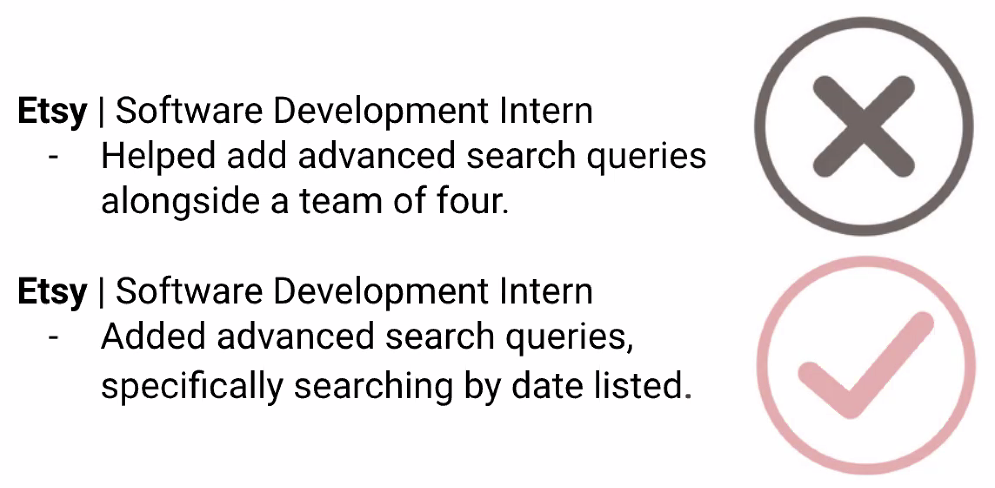 Etsy | Software Development Intern
- Helped add advanced search queries
alongside a team of four.
Etsy | Software Development Intern
- Added advanced search queries,
specifically searching by date listed.